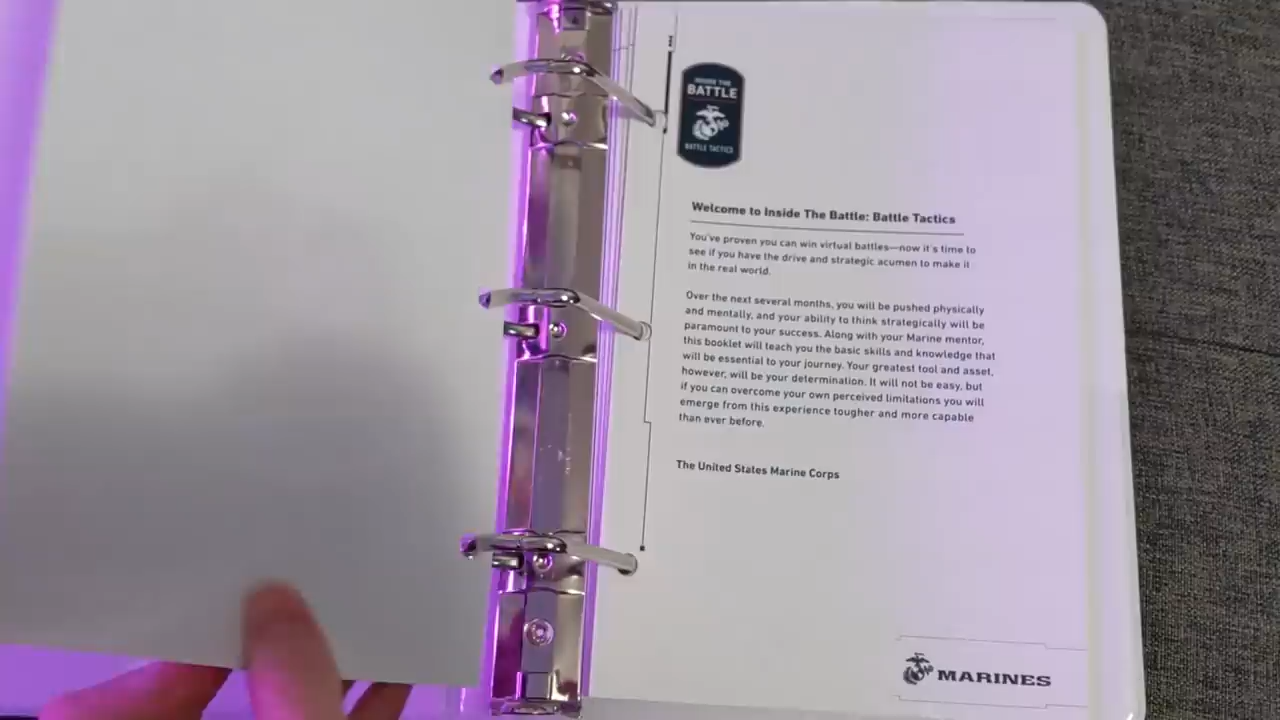 INSIDE THE
BATTLE
BATTLE TACTICS
Welcome to Inside The Battle: Battle Tactics
You've proven you can win virtual battles—now it's time to
see if you have the drive and strategic acumen to make it
in the real world.
Over the next several months, you will be pushed physically
and mentally, and your ability to think strategically will be
paramount to your success. Along with your Marine mentor,
this booklet will teach you the basic skills and knowledge that
will be essential to your journey. Your greatest tool and asset,
however, will be your determination. It will not be easy, but
if you can overcome your own perceived limitations you will
emerge from this experience tougher and more capable
than ever before.
The United States Marine Corps
MARINES